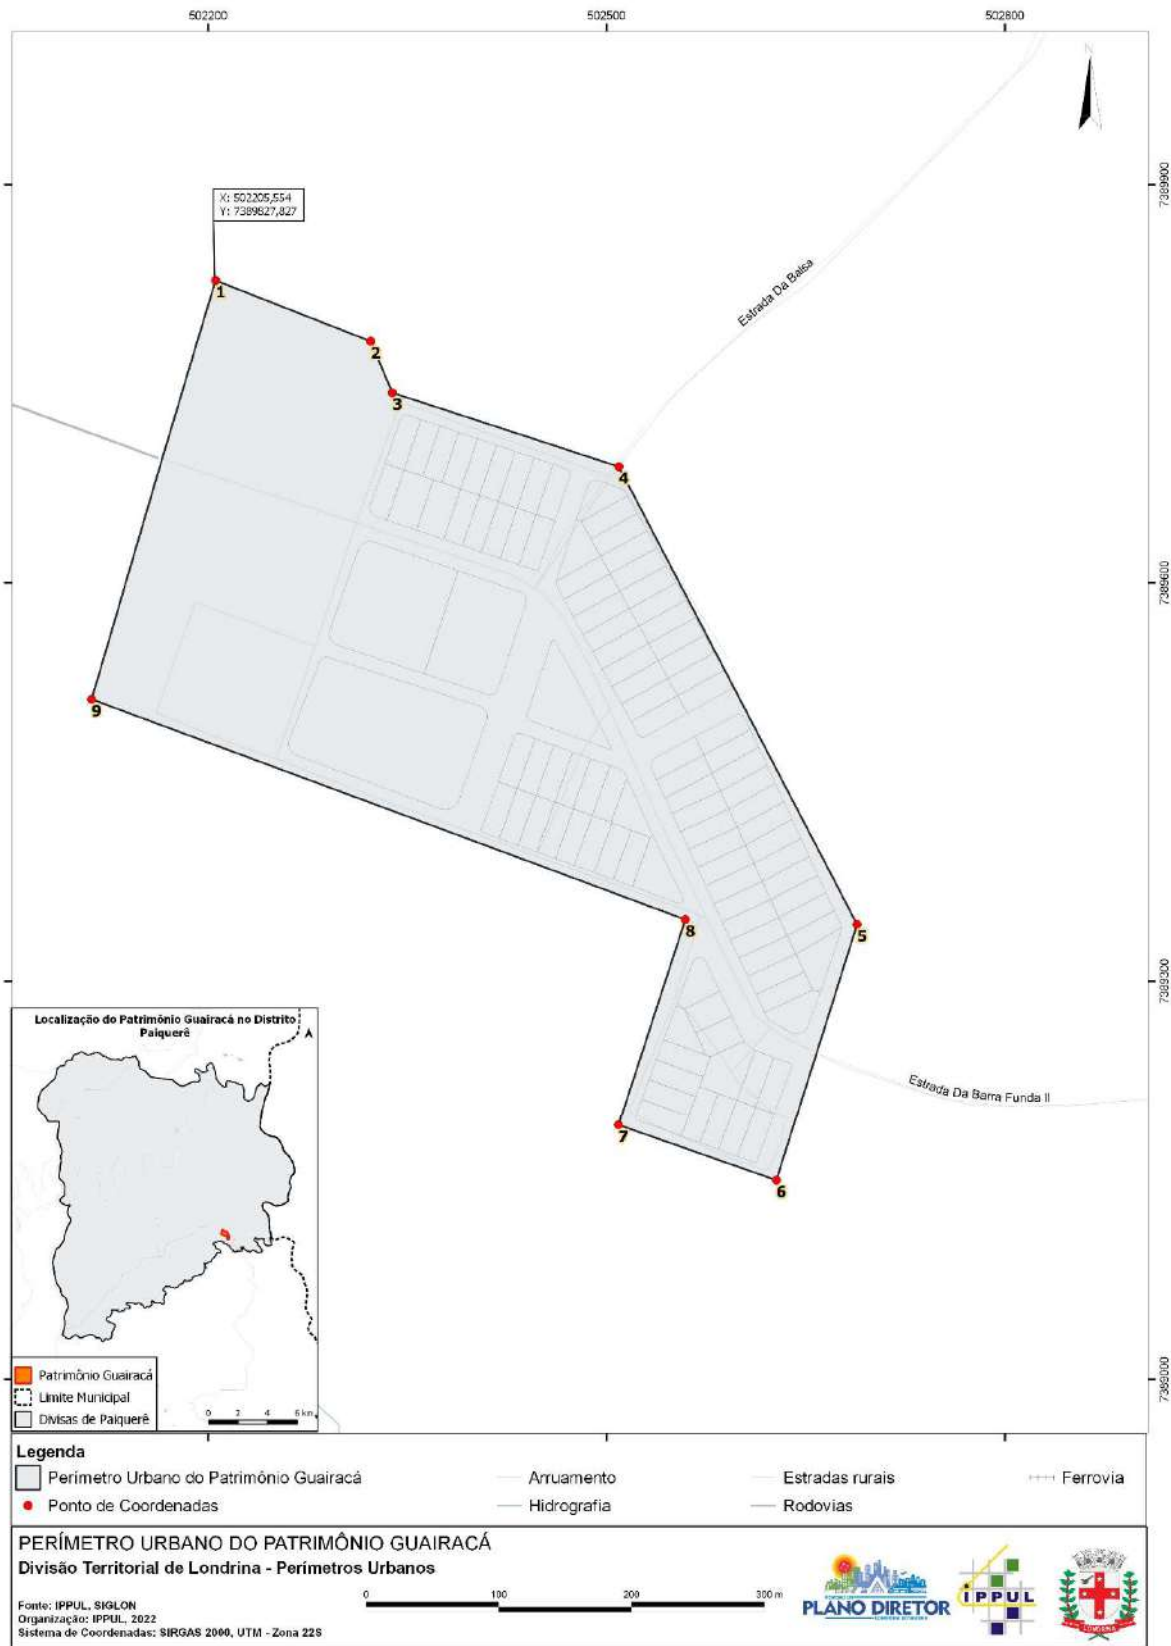 502200 502500 502800
N
7389900
X: 502205,554
Y: 7389827,827
1
Estrada Da Balsa
2
3
4
7389600
9
8
5
7389300
Localização do Patrimônio Guairacá no Distrito
Paiquerê
Estrada Da Barra Funda II
7
6
7389000
Patrimônio Guairacá
Limite Municipal
Divisas de Paiquerê
0 2 4 6 km
Legenda
Perímetro Urbano do Patrimônio Guairacá
Arruamento
Estradas rurais
Ferrovia
Ponto de Coordenadas
Hidrografia
Rodovias
PERÍMETRO URBANO DO PATRIMÔNIO GUAIRACÁ
Divisão Territorial de Londrina - Perímetros Urbanos
0 100 200 300 m
Fonte: IPPUL, SIGLON
Organização: IPPUL, 2022
Sistema de Coordenadas: SIRGAS 2000, UTM - Zona 22S
PLANO DIRETOR
IPPUL
LONDRINA